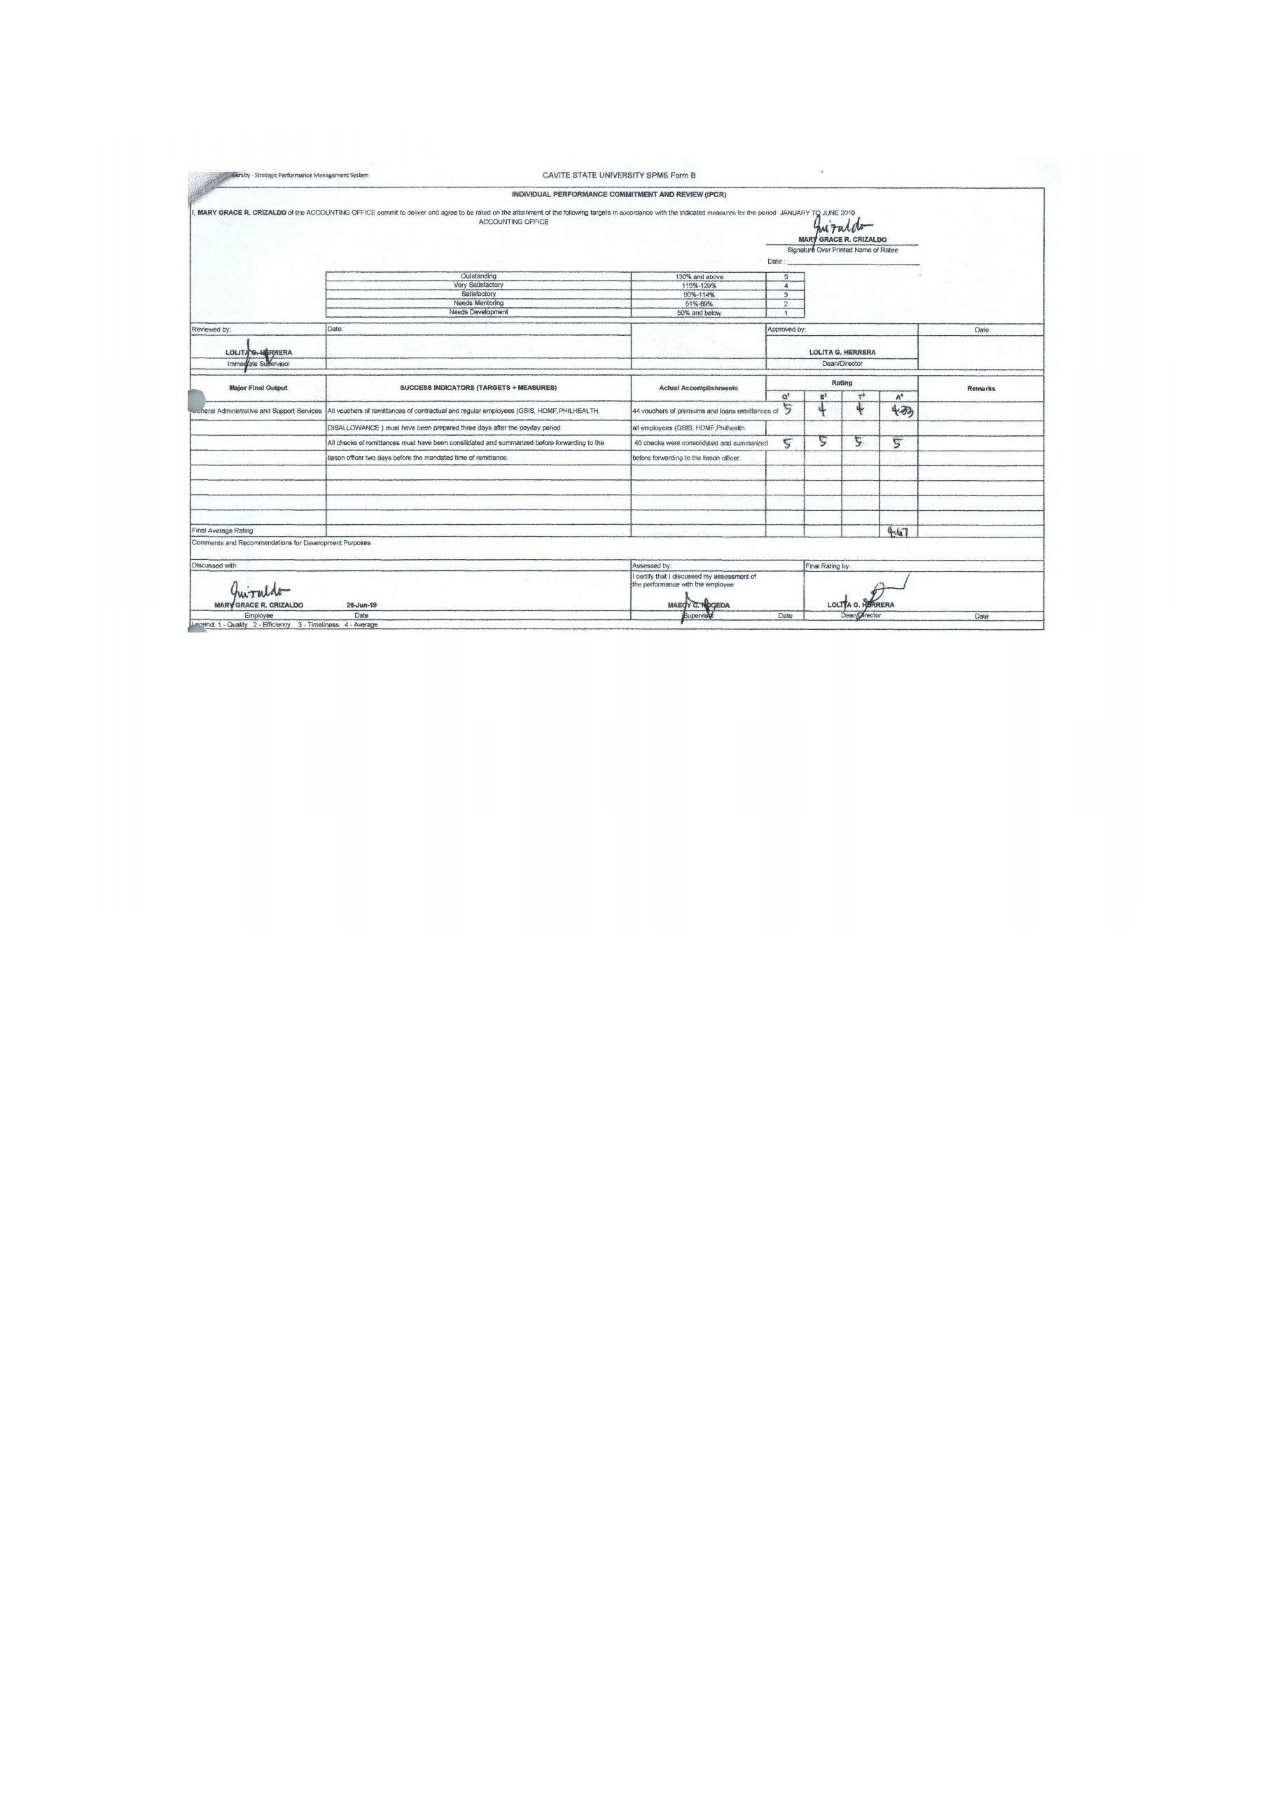 ersity - Strategic Performance Management System CAVITE STATE UNIVERSITY SPMS Form B
INDIVIDUAL PERFORMANCE COMMITMENT AND REVIEW (IPCR)
I, MARY GRACE R. CRIZALDO of the ACCOUNTING OFFICE commit to deliver and agree to be rated on the attainment of the following targets in accordance with the indicated measures for the period JANUARY TO JUNE 2019
ACCOUNTING OFFICE
MARY GRACE R. CRIZALDO
Signature Over Printed Name of Ratee
Date :
Outstanding 130% and above 5
Very Satisfactory 115%-129% 4
Satisfactory 90%-114% 3
Needs Mentoring 51%-89% 2
Needs Development 50% and below 1
Reviewed by: Date Approved by: Date
LOLITA G. HERRERA LOLITA G. HERRERA
Immediate Supervisor Dean/Director
Major Final Output SUCCESS INDICATORS (TARGETS + MEASURES) Actual Accomplishments Rating Remarks
Q¹ E² T³ A⁴
General Administrative and Support Services All vouchers of remittances of contractual and regular employees (GSIS, HDMF,PHILHEALTH, 44 vouchers of premiums and loans remittances of 5 4 4 4.33
DISALLOWANCE ) must have been prepared three days after the payday period. all employees (GSIS, HDMF,Philhealth
All checks of remittances must have been consilidated and summarized before forwarding to the 40 checks were consolidated and summarized 5 5 5 5
liason officer two days before the mandated time of remittance. before forwarding to the liason officer.
Final Average Rating 4.67
Comments and Recommendations for Development Purposes
Discussed with Assessed by: Final Rating by:
I certify that I discussed my assessment of
the performance with the employee
MARY GRACE R. CRIZALDO 26-Jun-19 LOLITA G. HERRERA
Employee Date Supervisor Date Dean/Director Date
Legend: 1 - Quality 2 - Efficiency 3 - Timeliness 4 - Average